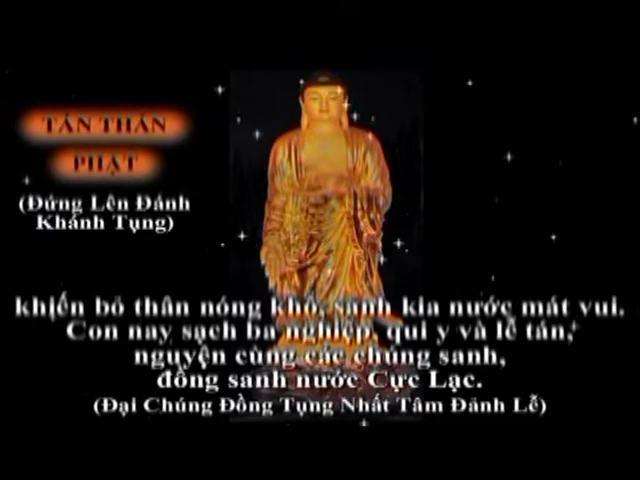 TÁN THÁN
PHẬT
(Đứng Lên Đánh
Khánh Tụng)
khiến bỏ thân nóng khổ, sanh kia nước mát vui.
Con nay sạch ba nghiệp, qui y và lễ tán,
nguyện cùng các chúng sanh,
đồng sanh nước Cực Lạc.
(Đại Chúng Đồng Tụng Nhất Tâm Đảnh Lễ)